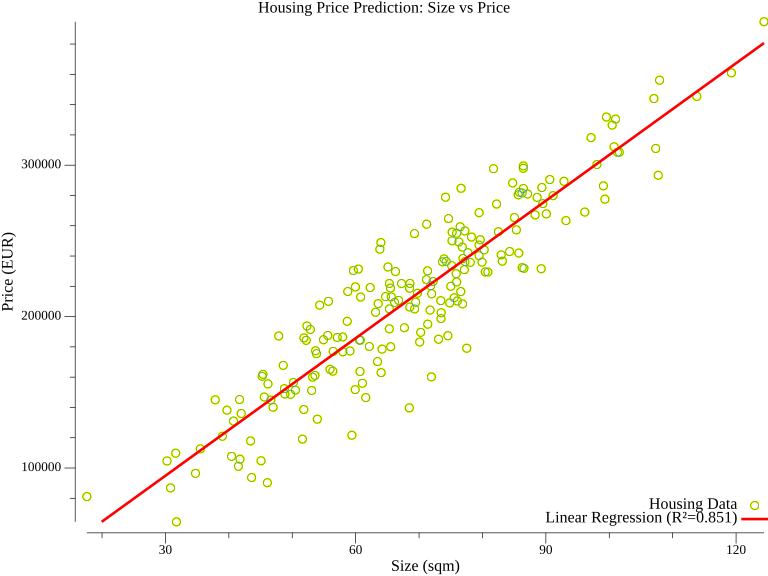 Housing Price Prediction: Size vs Price
Price (EUR)
300000
200000
100000
Housing Data
Linear Regression (R²=0.851)
30
60
90
120
Size (sqm)